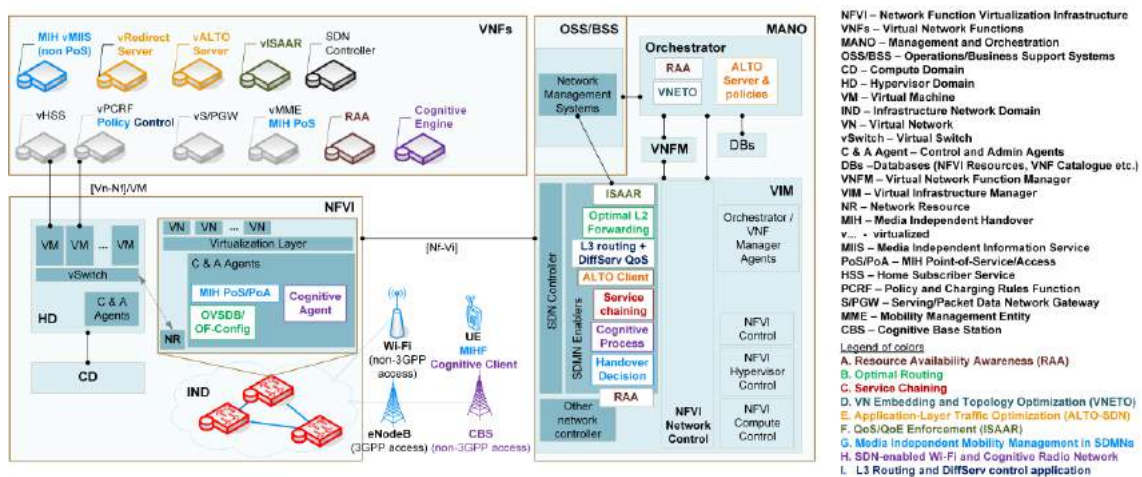 VNFs
MIH vMIIS
(non PoS)
vRedirect
Server
vALTO
Server
vISAAR
SDN
Controller
vHSS
vPCRF
Policy Control
vS/PGW
vMME
MIH PoS
RAA
Cognitive
Engine
[Vn-Nf]/VM
OSS/BSS
MANO
Network
Management
Systems
Orchestrator
RAA
VNETO
ALTO
Server &
policies
VNFM
DBs
NFVI
VM
VM
...
VM
vSwitch
HD
C & A
Agents
CD
VN
VN
...
VN
Virtualization Layer
C & A Agents
MIH PoS/PoA
OVSDB/
OF-Config
Cognitive
Agent
NR
IND
[Nf-Vi]
Wi-Fi
(non-3GPP
access)
UE
MIHF
Cognitive Client
eNodeB
(3GPP access)
CBS
(non-3GPP access)
VIM
SDN Controller
SDMN Enablers
ISAAR
Optimal L2
Forwarding
L3 routing +
DiffServ QoS
ALTO Client
Service
chaining
Cognitive
Process
Handover
Decision
RAA
Other
network
controller
NFVI
Network
Control
Orchestrator /
VNF
Manager
Agents
NFVI
Control
NFVI
Hypervisor
Control
NFVI
Compute
Control
NFVI – Network Function Virtualization Infrastructure
VNFs – Virtual Network Functions
MANO – Management and Orchestration
OSS/BSS – Operations/Business Support Systems
CD – Compute Domain
HD – Hypervisor Domain
VM – Virtual Machine
IND – Infrastructure Network Domain
VN – Virtual Network
vSwitch – Virtual Switch
C & A Agent – Control and Admin Agents
DBs –Databases (NFVI Resources, VNF Catalogue etc.)
VNFM – Virtual Network Function Manager
VIM – Virtual Infrastructure Manager
NR – Network Resource
MIH – Media Independent Handover
v... - virtualized
MIIS – Media Independent Information Service
PoS/PoA – MIH Point-of-Service/Access
HSS – Home Subscriber Service
PCRF – Policy and Charging Rules Function
S/PGW – Serving/Packet Data Network Gateway
MME – Mobility Management Entity
CBS – Cognitive Base Station
Legend of colors
A. Resource Availability Awareness (RAA)
B. Optimal Routing
C. Service Chaining
D. VN Embedding and Topology Optimization (VNETO)
E. Application-Layer Traffic Optimization (ALTO-SDN)
F. QoS/QoE Enforcement (ISAAR)
G. Media Independent Mobility Management in SDMNs
H. SDN-enabled Wi-Fi and Cognitive Radio Network
I. L3 Routing and DiffServ control application